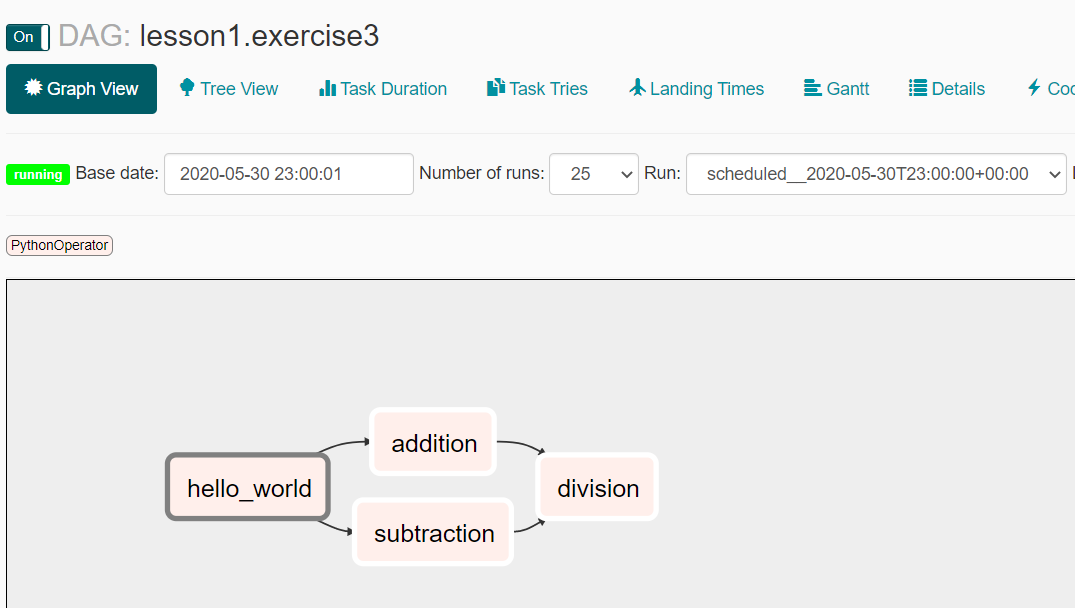 On DAG: lesson1.exercise3
Graph View Tree View Task Duration Task Tries Landing Times Gantt Details
running Base date: 2020-05-30 23:00:01 Number of runs: 25 Run: scheduled__2020-05-30T23:00:00+00:00
PythonOperator
addition
hello_world division
subtraction